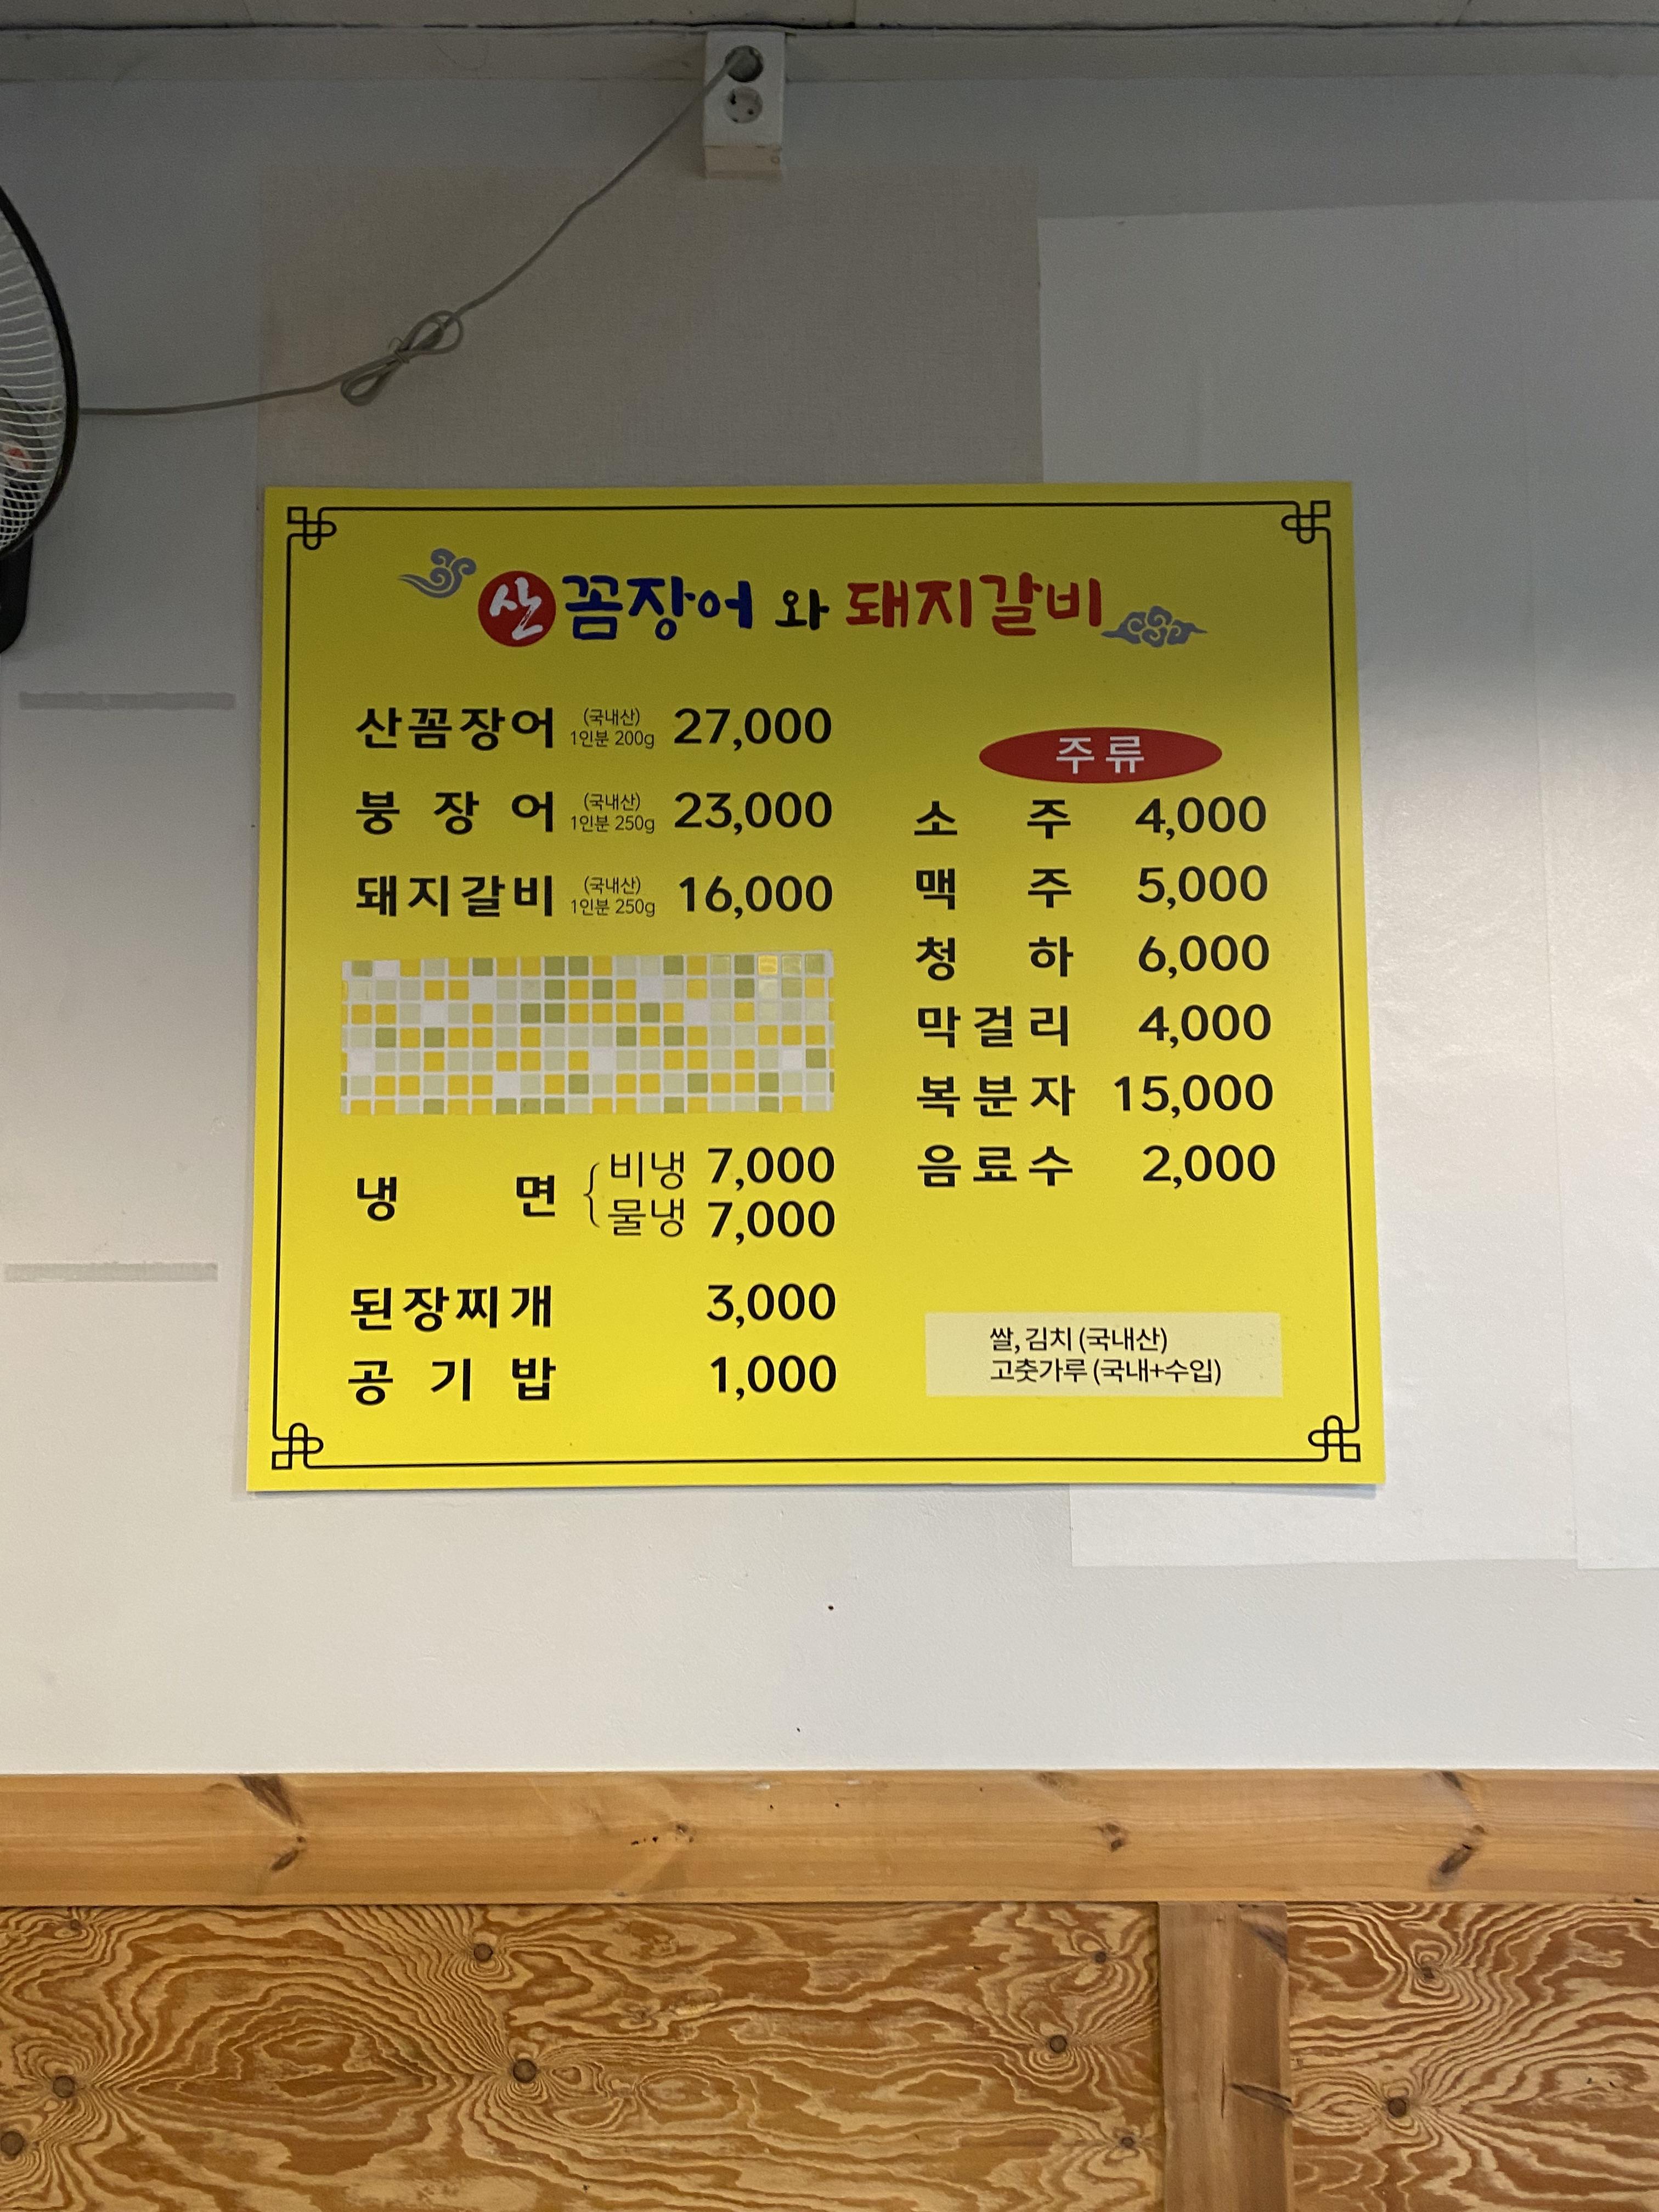 산꼼장어 와 돼지갈비
산꼼장어 (국내산) 1인분 200g 27,000
붕장어 (국내산) 1인분 250g 23,000
돼지갈비 (국내산) 1인분 250g 16,000
냉면 비냉 7,000
물냉 7,000
된장찌개 3,000
공기밥 1,000
주류
소주 4,000
맥주 5,000
청하 6,000
막걸리 4,000
복분자 15,000
음료수 2,000
쌀, 김치 (국내산)
고춧가루 (국내+수입)